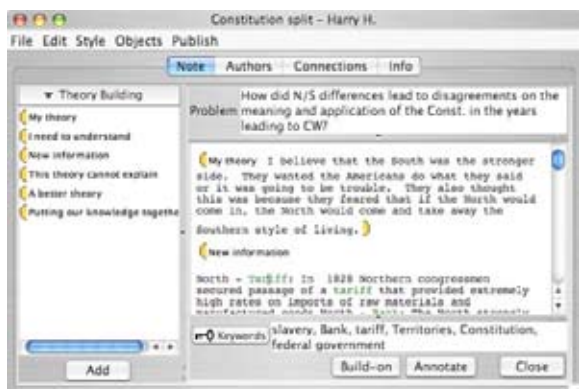 Constitution split - Harry H.
File Edit Style Objects Publish
Note Authors Connections Info
Theory Building
My theory
I need to understand
New information
This theory cannot explain
A better theory
Putting our knowledge togethe
Add
Problem
How did N/S differences lead to disagreements on the
meaning and application of the Const. in the years
leading to CW?
My theory I believe that the South was the stronger
side. They wanted the Americans do what they said
or it was going to be trouble. They also thought
this was because they feared that if the North would
come in, the North would come and take away the
Southern style of living.
New information
North - Tariff: In 1828 Northern congressmen
secured passage of a tariff that provided extremely
high rates on imports of raw materials and
manufactured goods North - Bank: The North strongly
Keywords
slavery, Bank, tariff, Territories, Constitution,
federal government
Build-on Annotate Close